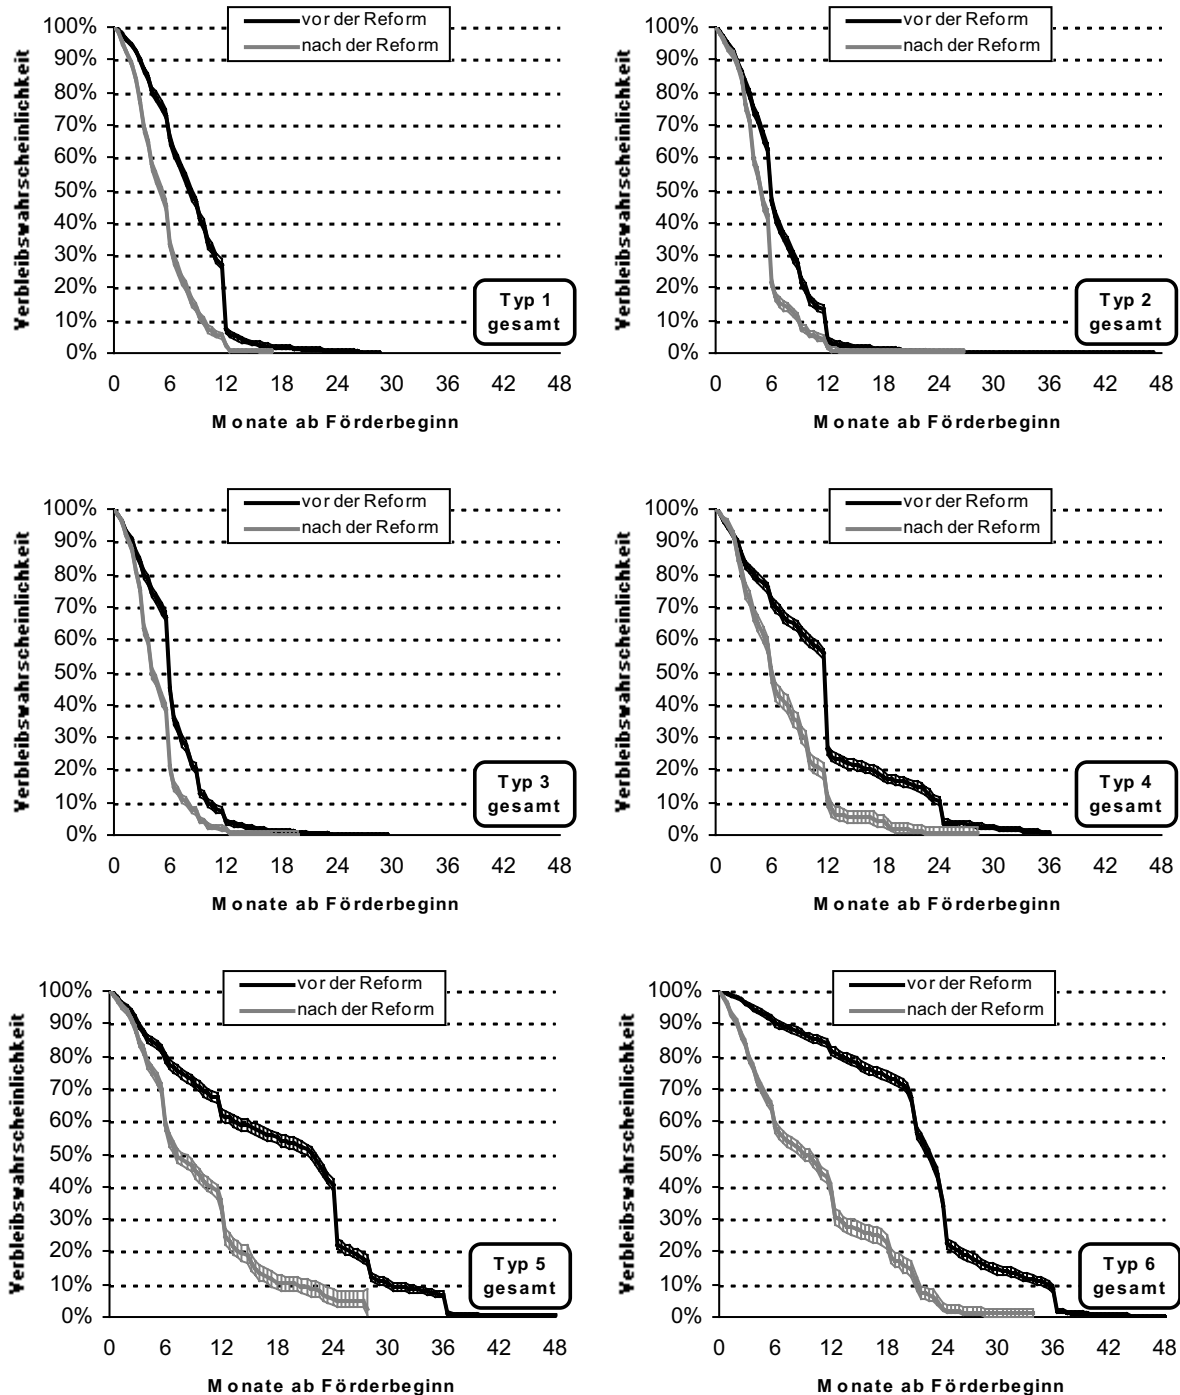 vor der Reform
nach der Reform
Verbleibswahrscheinlichkeit
100%
90%
80%
70%
60%
50%
40%
30%
20%
10%
0%
Typ 1
gesamt
0 6 12 18 24 30 36 42 48
Monate ab Förderbeginn
vor der Reform
nach der Reform
Verbleibswahrscheinlichkeit
100%
90%
80%
70%
60%
50%
40%
30%
20%
10%
0%
Typ 2
gesamt
0 6 12 18 24 30 36 42 48
Monate ab Förderbeginn
vor der Reform
nach der Reform
Verbleibswahrscheinlichkeit
100%
90%
80%
70%
60%
50%
40%
30%
20%
10%
0%
Typ 3
gesamt
0 6 12 18 24 30 36 42 48
Monate ab Förderbeginn
vor der Reform
nach der Reform
Verbleibswahrscheinlichkeit
100%
90%
80%
70%
60%
50%
40%
30%
20%
10%
0%
Typ 4
gesamt
0 6 12 18 24 30 36 42 48
Monate ab Förderbeginn
vor der Reform
nach der Reform
Verbleibswahrscheinlichkeit
100%
90%
80%
70%
60%
50%
40%
30%
20%
10%
0%
Typ 5
gesamt
0 6 12 18 24 30 36 42 48
Monate ab Förderbeginn
vor der Reform
nach der Reform
Verbleibswahrscheinlichkeit
100%
90%
80%
70%
60%
50%
40%
30%
20%
10%
0%
Typ 6
gesamt
0 6 12 18 24 30 36 42 48
Monate ab Förderbeginn